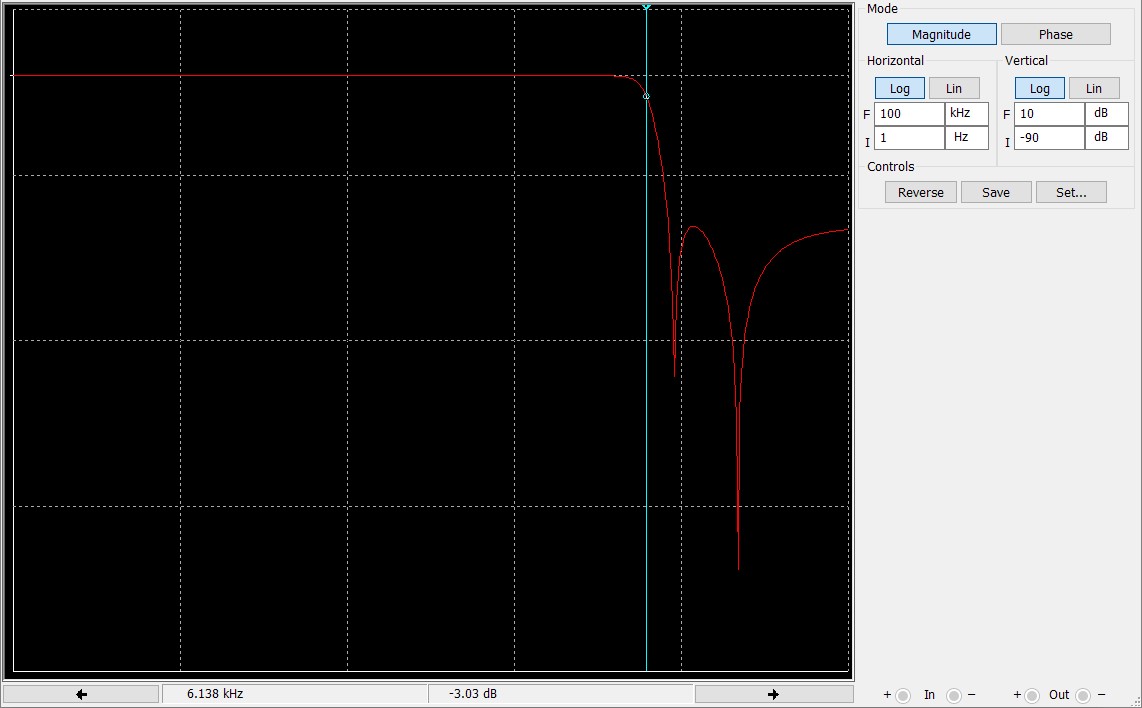 Mode
Magnitude Phase
Horizontal Vertical
Log Lin Log Lin
F 100 kHz F 10 dB
I 1 Hz I -90 dB
Controls
Reverse Save Set...
6.138 kHz -3.03 dB
+ In − + Out −